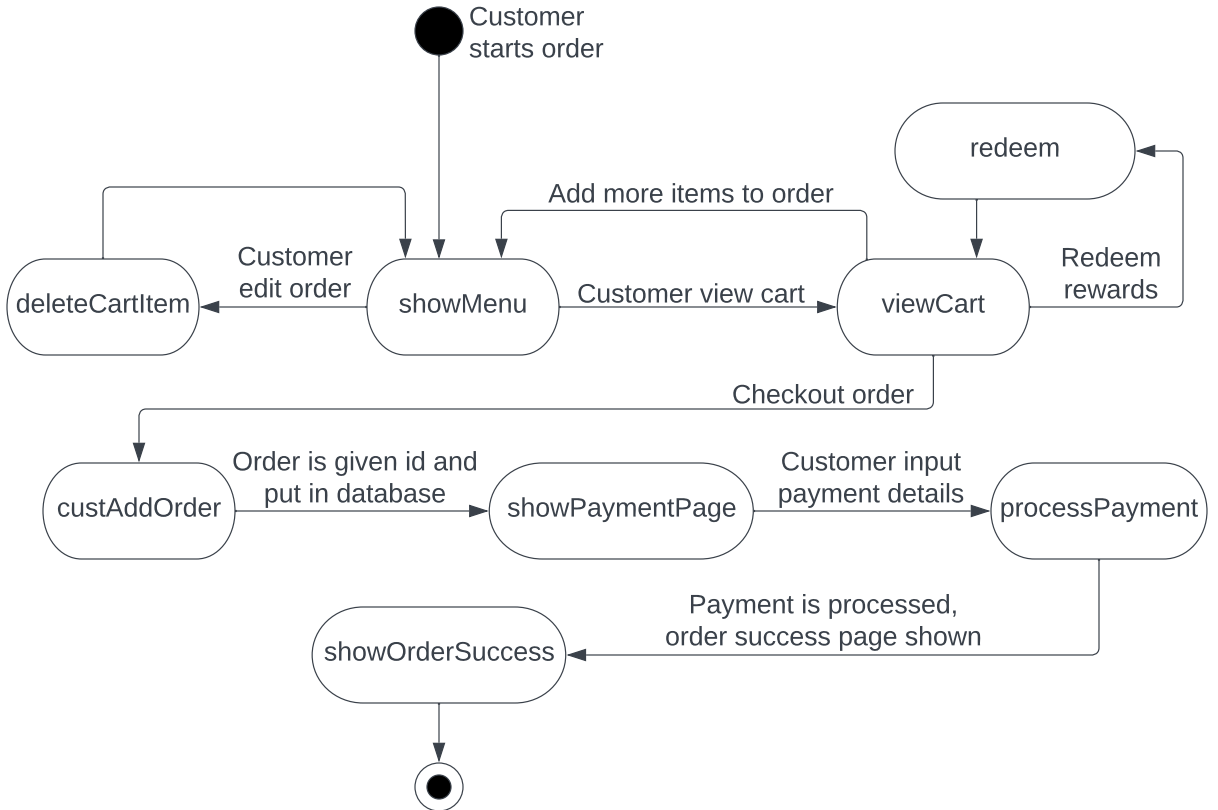 Customer
starts order
redeem
Add more items to order
Customer
edit order
Redeem
rewards
deleteCartItem
showMenu
Customer view cart
viewCart
Checkout order
Order is given id and
put in database
Customer input
payment details
custAddOrder
showPaymentPage
processPayment
Payment is processed,
order success page shown
showOrderSuccess